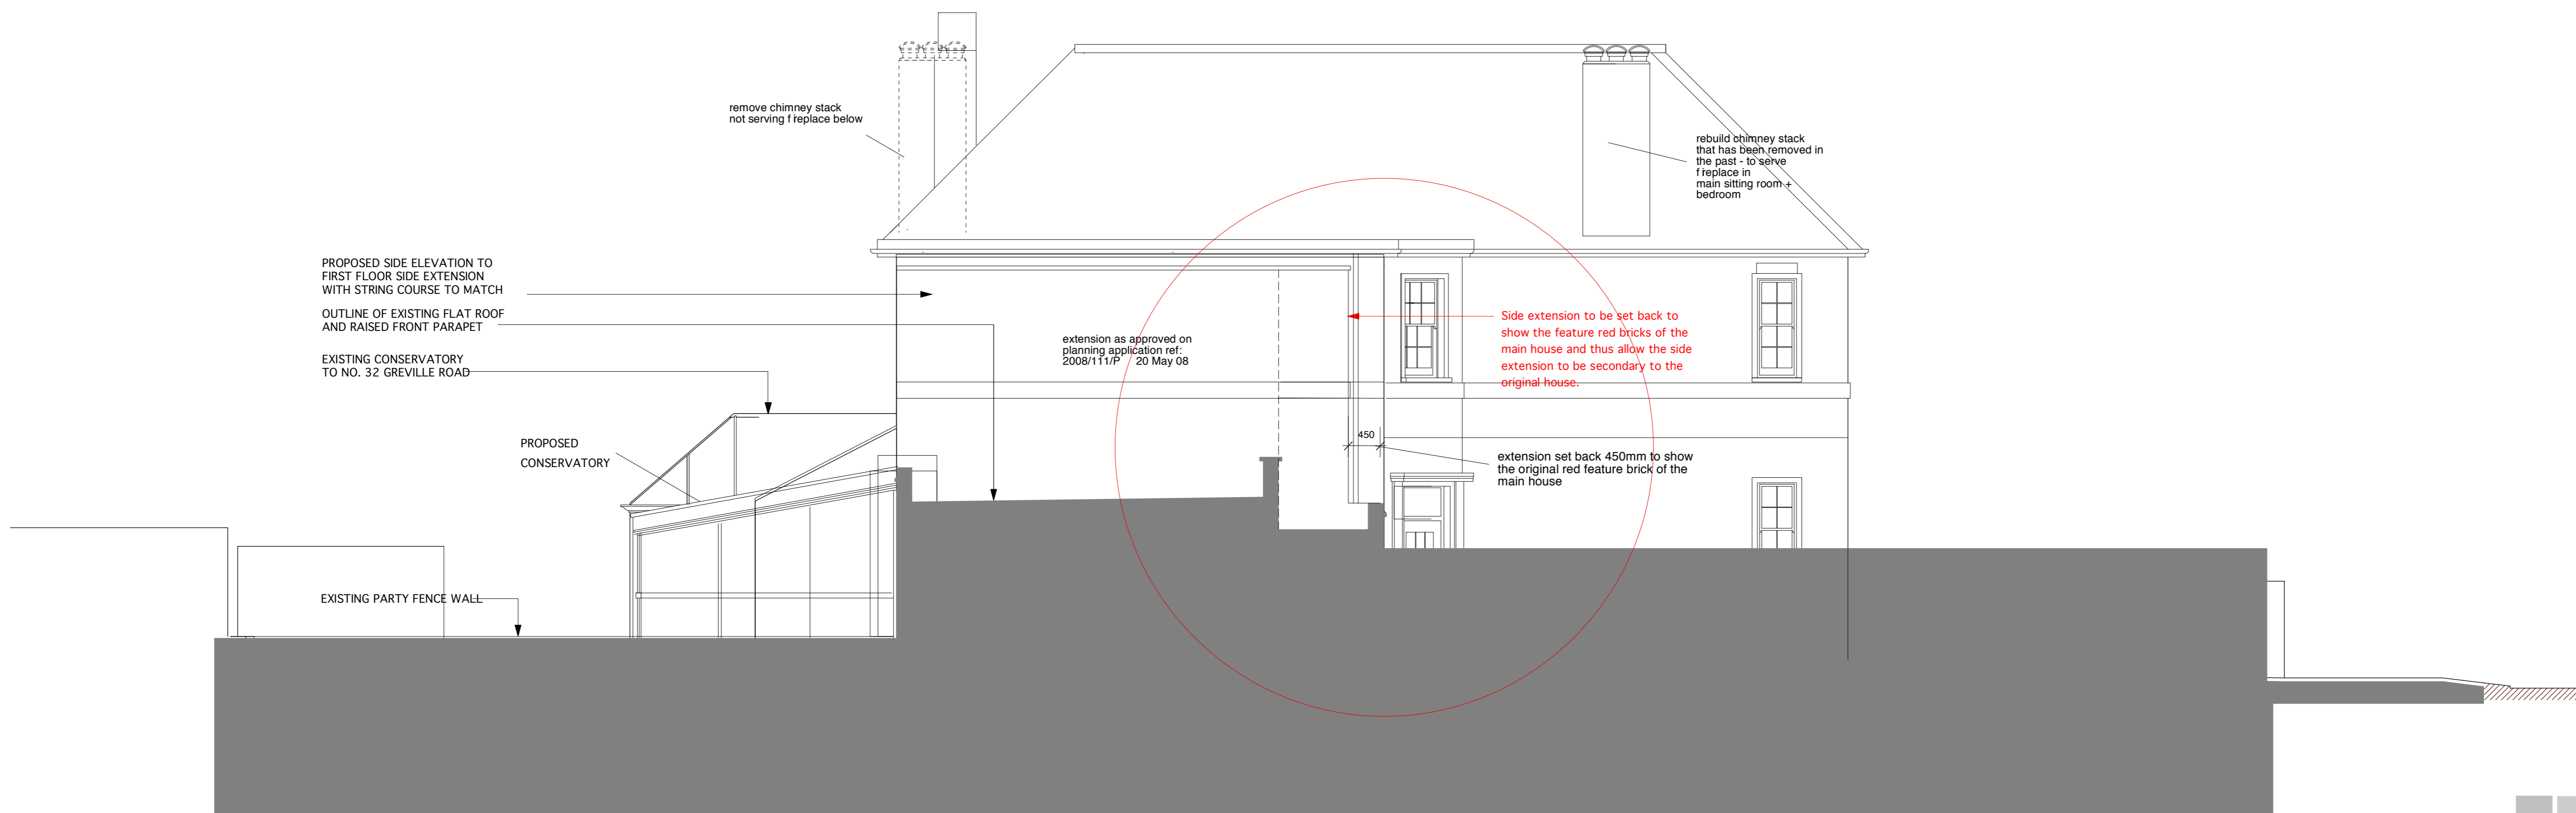 remove chimney stack
not serving fireplace below
rebuild chimney stack
that has been removed in
the past - to serve
fireplace in
main sitting room +
bedroom
PROPOSED SIDE ELEVATION TO
FIRST FLOOR SIDE EXTENSION
WITH STRING COURSE TO MATCH
OUTLINE OF EXISTING FLAT ROOF
AND RAISED FRONT PARAPET
EXISTING CONSERVATORY
TO NO. 32 GREVILLE ROAD
extension as approved on
planning application ref:
2008/111/P 20 May 08
Side extension to be set back to
show the feature red bricks of the
main house and thus allow the side
extension to be secondary to the
original house.
PROPOSED
CONSERVATORY
450
extension set back 450mm to show
the original red feature brick of the
main house
EXISTING PARTY FENCE WALL